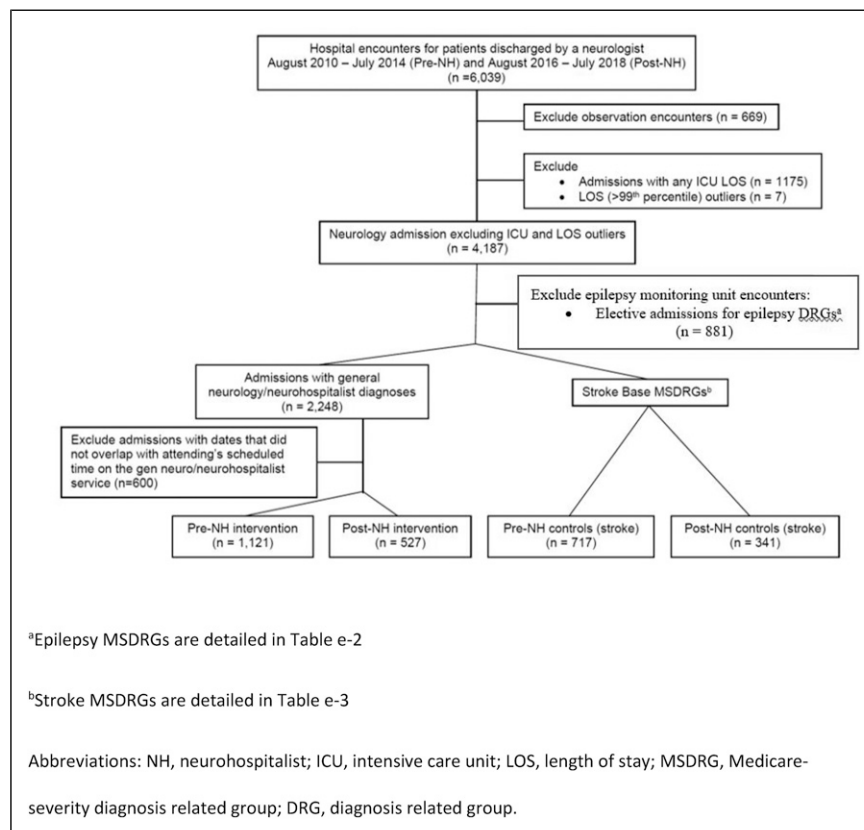 Hospital encounters for patients discharged by a neurologist
August 2010 – July 2014 (Pre-NH) and August 2016 – July 2018 (Post-NH)
(n =6,039)
Exclude observation encounters (n = 669)
Exclude
• Admissions with any ICU LOS (n = 1175)
• LOS (>99th percentile) outliers (n = 7)
Neurology admission excluding ICU and LOS outliers
(n = 4,187)
Exclude epilepsy monitoring unit encounters:
• Elective admissions for epilepsy DRGsa
(n = 881)
Admissions with general
neurology/neurohospitalist diagnoses
(n = 2,248)
Stroke Base MSDRGsb
Exclude admissions with dates that did
not overlap with attending's scheduled
time on the gen neuro/neurohospitalist
service (n=600)
Pre-NH intervention
(n = 1,121)
Post-NH intervention
(n = 527)
Pre-NH controls (stroke)
(n = 717)
Post-NH controls (stroke)
(n = 341)
aEpilepsy MSDRGs are detailed in Table e-2
bStroke MSDRGs are detailed in Table e-3
Abbreviations: NH, neurohospitalist; ICU, intensive care unit; LOS, length of stay; MSDRG, Medicare-
severity diagnosis related group; DRG, diagnosis related group.